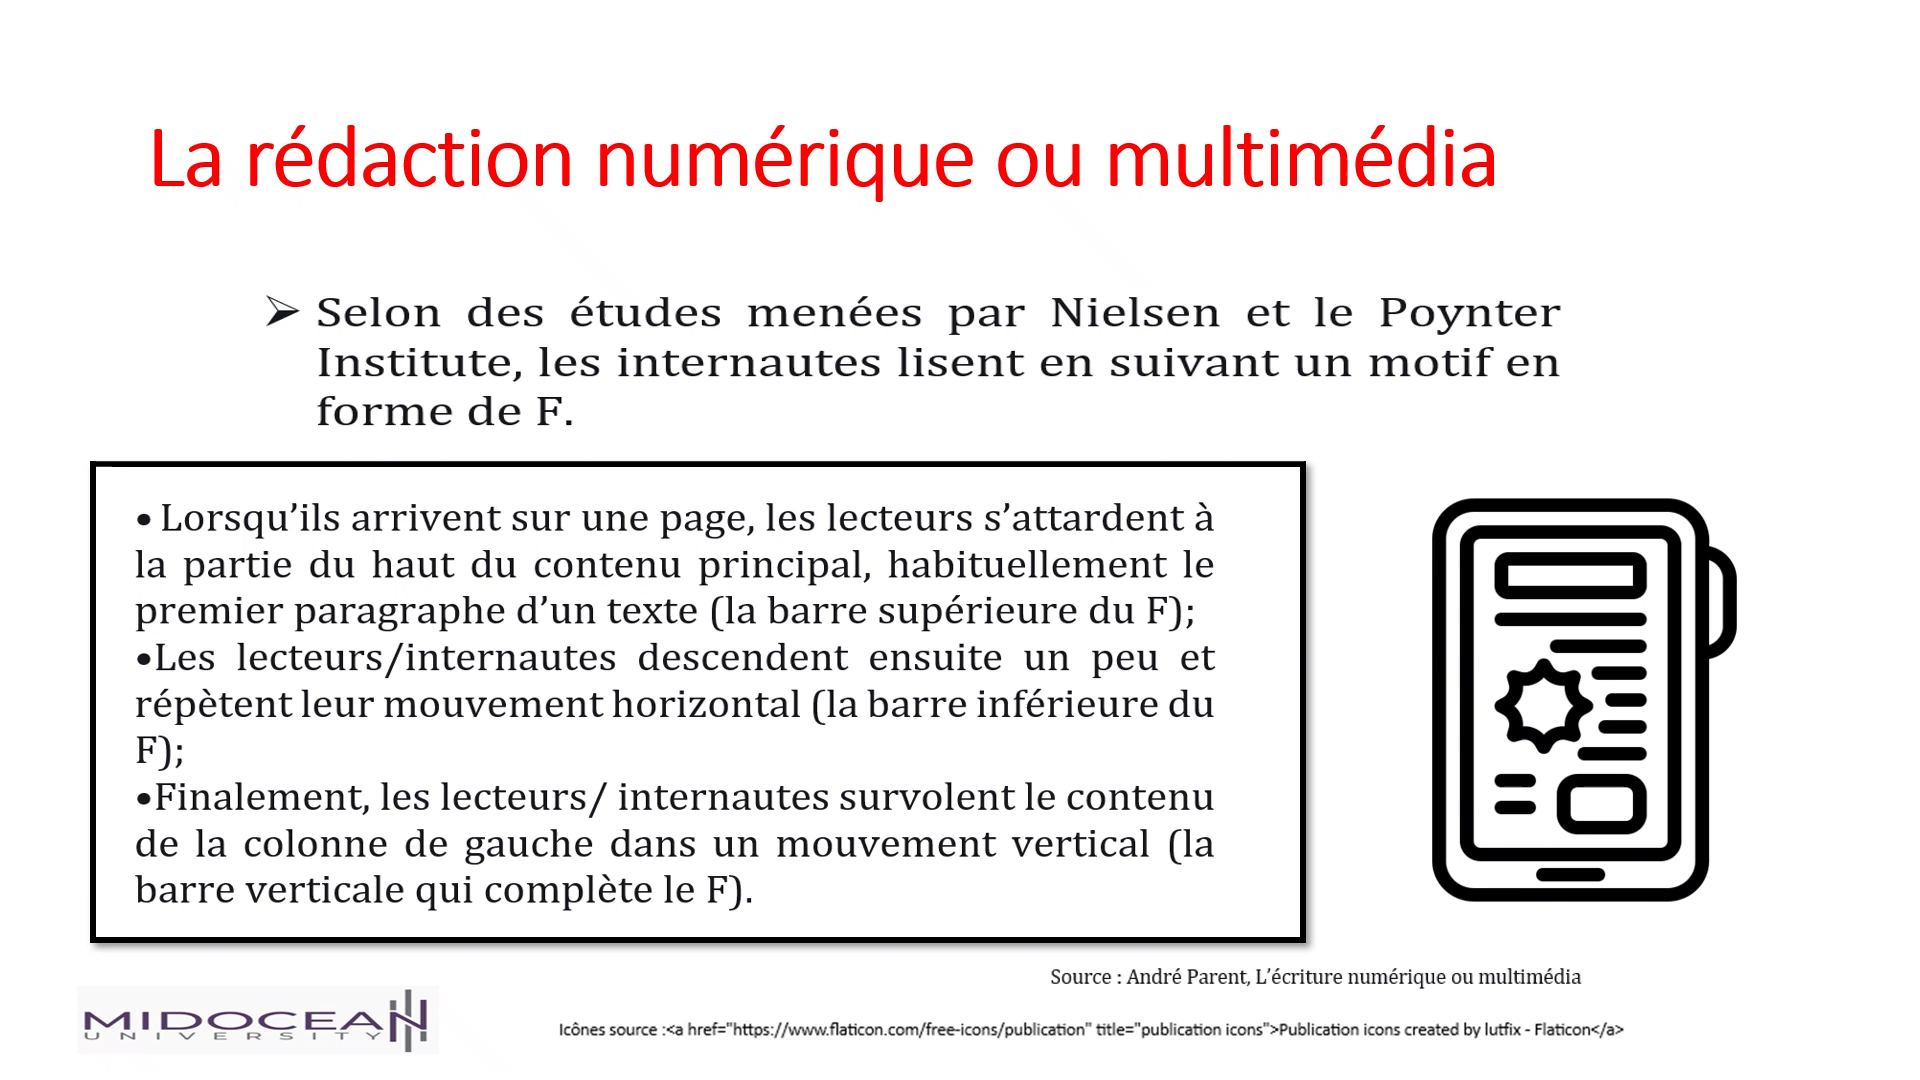 La rédaction numérique ou multimédia
➢ Selon des études menées par Nielsen et le Poynter
Institute, les internautes lisent en suivant un motif en
forme de F.
• Lorsqu’ils arrivent sur une page, les lecteurs s’attardent à
la partie du haut du contenu principal, habituellement le
premier paragraphe d’un texte (la barre supérieure du F);
•Les lecteurs/internautes descendent ensuite un peu et
répètent leur mouvement horizontal (la barre inférieure du
F);
•Finalement, les lecteurs/ internautes survolent le contenu
de la colonne de gauche dans un mouvement vertical (la
barre verticale qui complète le F).
Source : André Parent, L’écriture numérique ou multimédia
MIDOCEAN
UNIVERSITY
Icônes source :<a href="https://www.flaticon.com/free-icons/publication" title="publication icons">Publication icons created by lutfix - Flaticon</a>